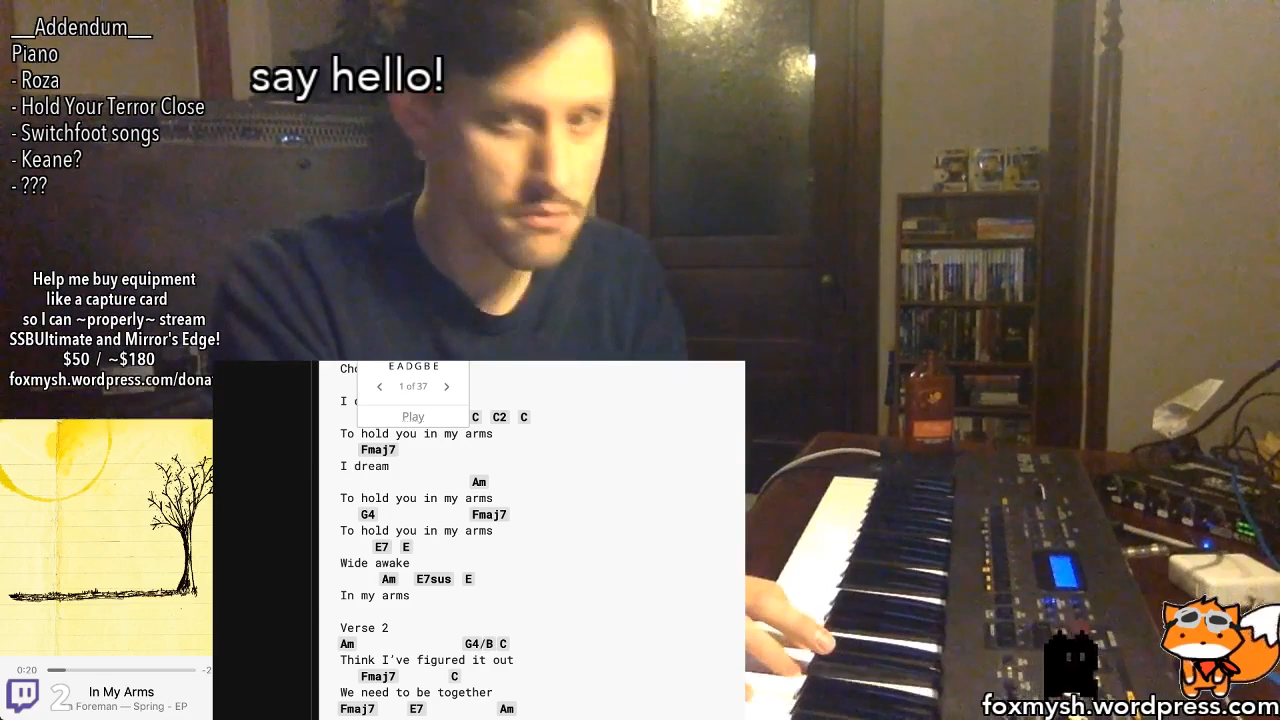 __Addendum__
Piano
- Roza
- Hold Your Terror Close
- Switchfoot songs
- Keane?
- ???
say hello!
Help me buy equipment
like a capture card
so I can ~properly~ stream
SSBUltimate and Mirror's Edge!
$50 / ~$180
foxmysh.wordpress.com/dona
E A D G B E
1 of 37
Play
C C2 C
To hold you in my arms
Fmaj7
I dream
Am
To hold you in my arms
G4 Fmaj7
To hold you in my arms
E7 E
Wide awake
Am E7sus E
In my arms
Verse 2
Am G4/B C
Think I've figured it out
Fmaj7 C
We need to be together
Fmaj7 E7 Am
0:20
-2
2
In My Arms
Foreman — Spring - EP
foxmysh.wordpress.com